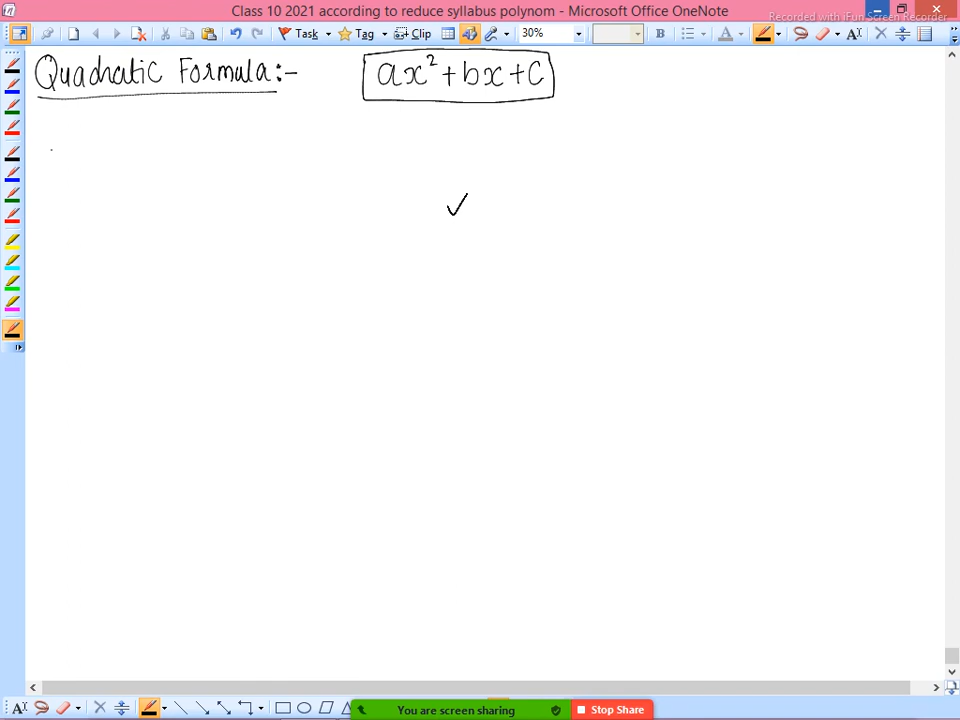 Class 10 2021 according to reduce syllabus polynom - Microsoft Office OneNote
Recorded with iFun Screen Recorder
Task Tag Clip 30% B A
Quadratic Formula:- ax² + bx + c
✓
You are screen sharing Stop Share